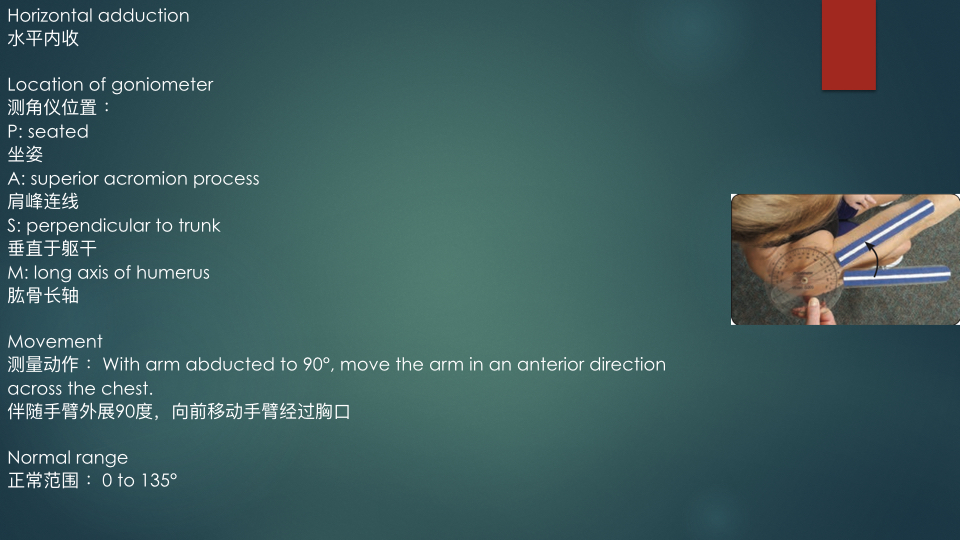 Horizontal adduction
水平内收
Location of goniometer
测角仪位置：
P: seated
坐姿
A: superior acromion process
肩峰连线
S: perpendicular to trunk
垂直于躯干
M: long axis of humerus
肱骨长轴
Movement
测量动作： With arm abducted to 90°, move the arm in an anterior direction
across the chest.
伴随手臂外展90度，向前移动手臂经过胸口
Normal range
正常范围： 0 to 135°